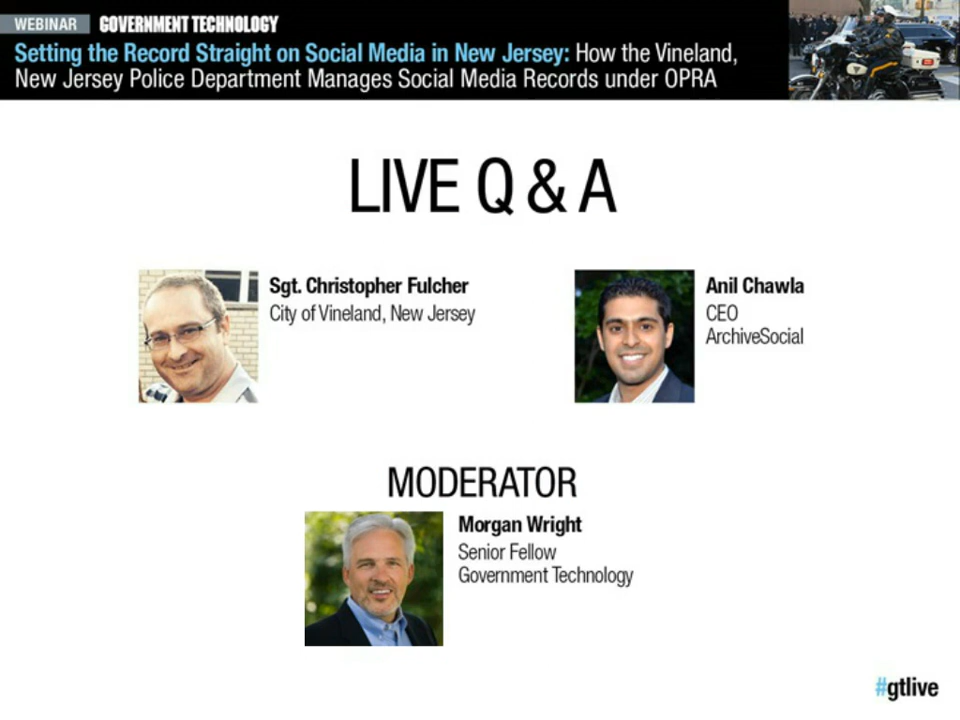 WEBINAR GOVERNMENT TECHNOLOGY
Setting the Record Straight on Social Media in New Jersey: How the Vineland,
New Jersey Police Department Manages Social Media Records under OPRA
LIVE Q & A
Sgt. Christopher Fulcher
City of Vineland, New Jersey
Anil Chawla
CEO
ArchiveSocial
MODERATOR
Morgan Wright
Senior Fellow
Government Technology
#gtlive